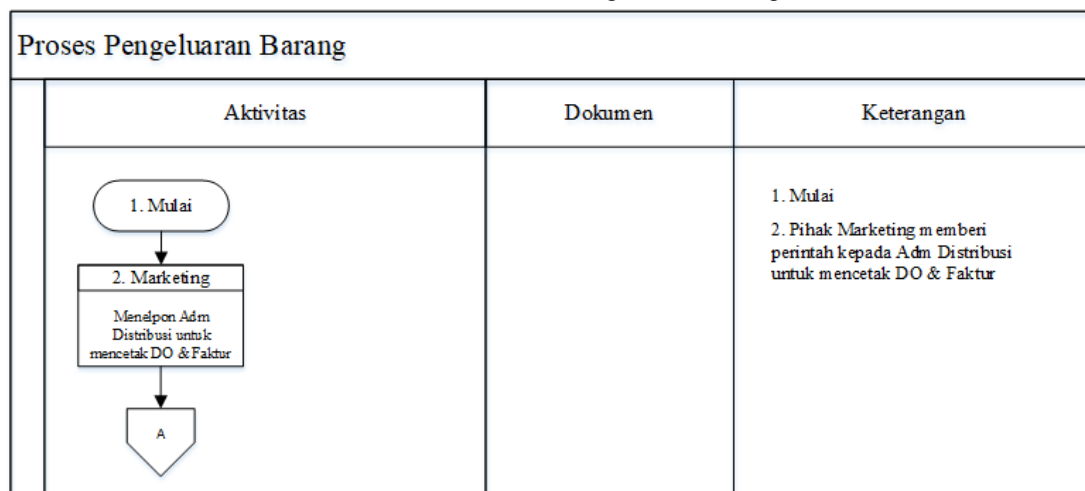 Proses Pengeluaran Barang
Aktivitas
Dokumen
Keterangan
1. Mulai
2. Marketing
Menelpon Adm
Distribusi untuk
mencetak DO & Faktur
A
1. Mulai
2. Pihak Marketing memberi
perintah kepada Adm Distribusi
untuk mencetak DO & Faktur